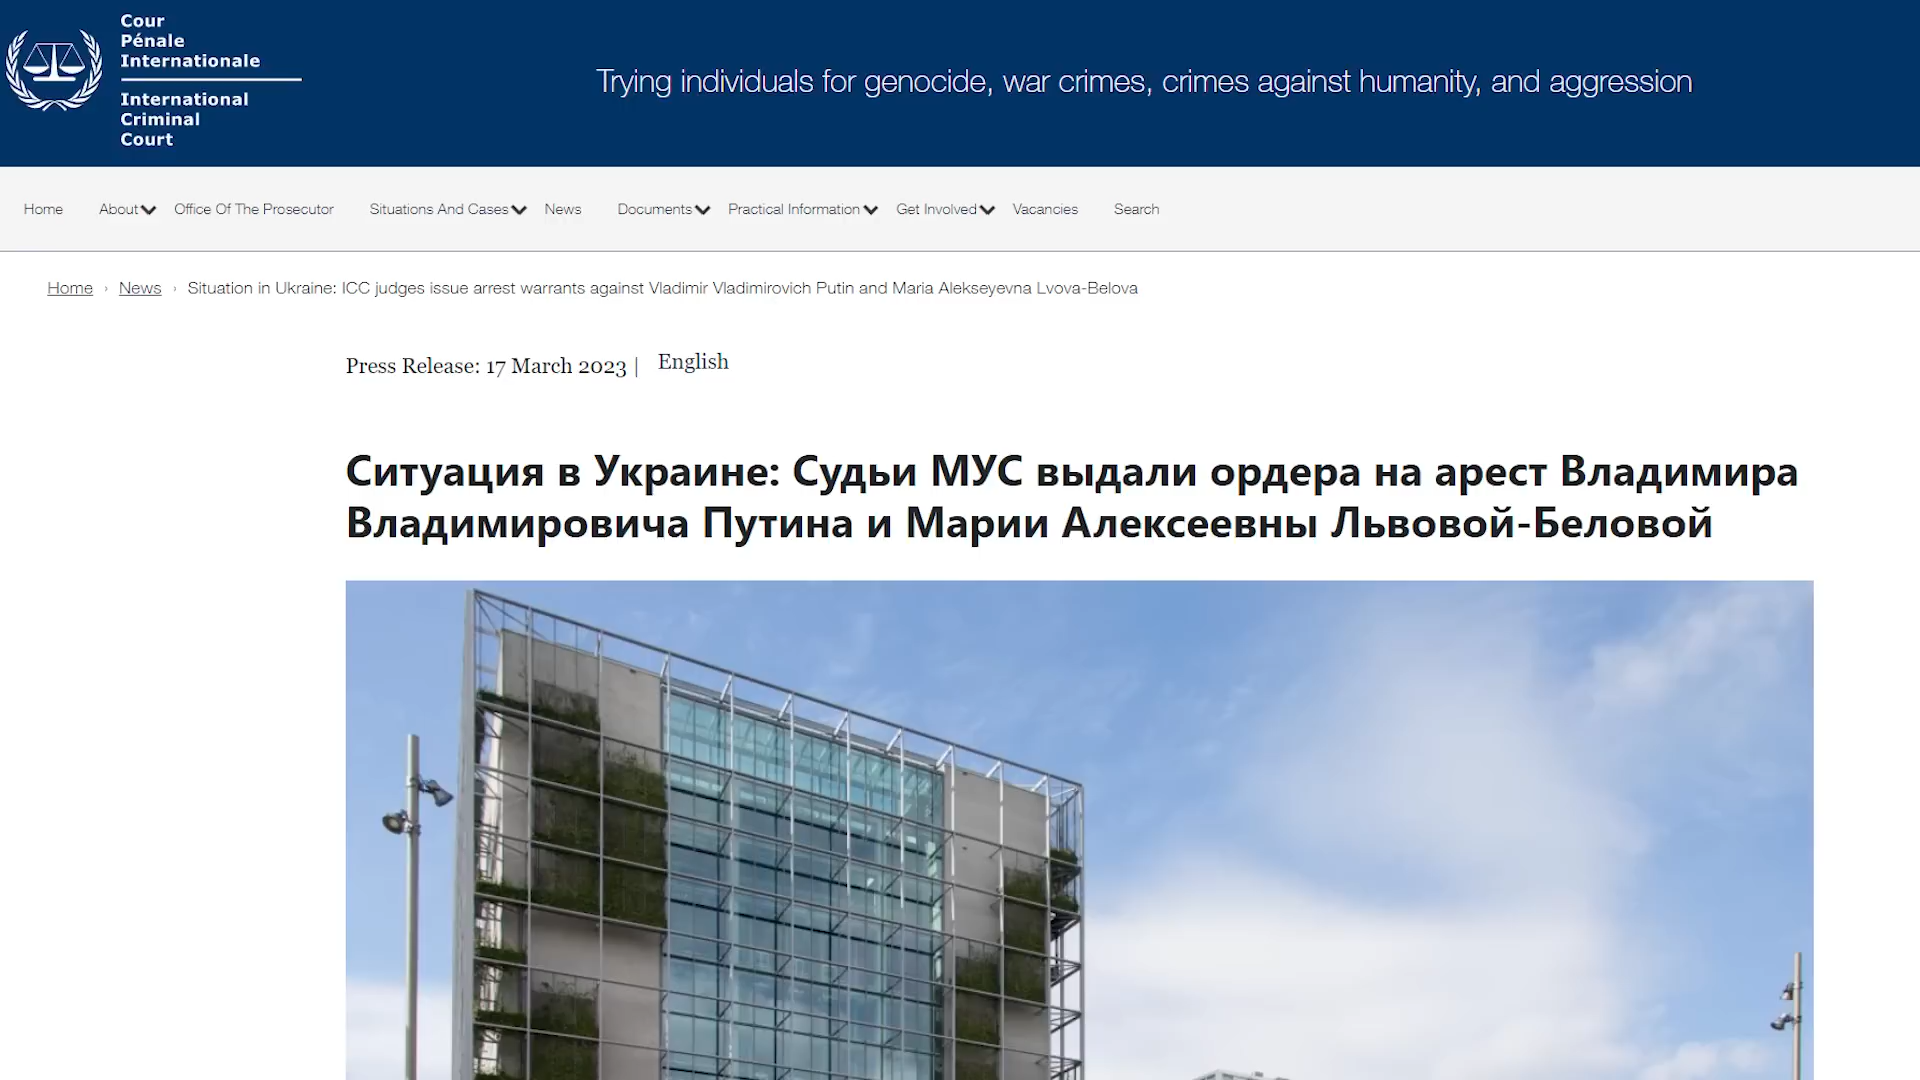 Cour
Pénale
Internationale
International
Criminal
Court
Trying individuals for genocide, war crimes, crimes against humanity, and aggression
Home About Office Of The Prosecutor Situations And Cases News Documents Practical Information Get Involved Vacancies Search
Home › News › Situation in Ukraine: ICC judges issue arrest warrants against Vladimir Vladimirovich Putin and Maria Alekseyevna Lvova-Belova
Press Release: 17 March 2023 | English
Ситуация в Украине: Судьи МУС выдали ордера на арест Владимира
Владимировича Путина и Марии Алексеевны Львовой-Беловой